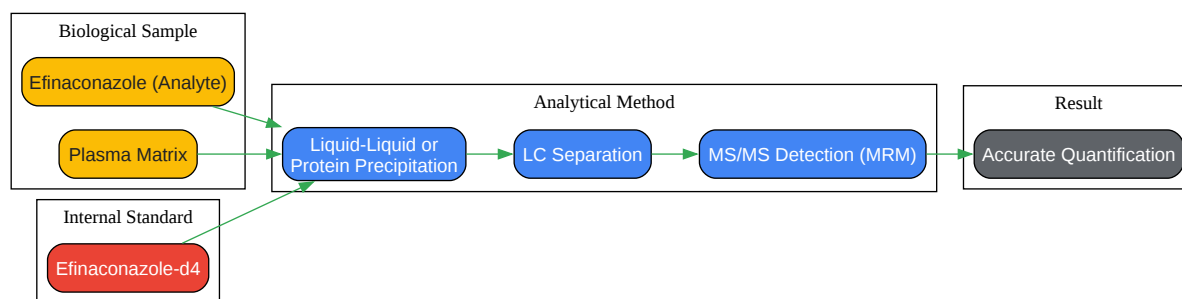 Biological Sample
Efinaconazole (Analyte)
Plasma Matrix
Internal Standard
Efinaconazole-d4
Analytical Method
Liquid-Liquid or
Protein Precipitation
LC Separation
MS/MS Detection (MRM)
Result
Accurate Quantification